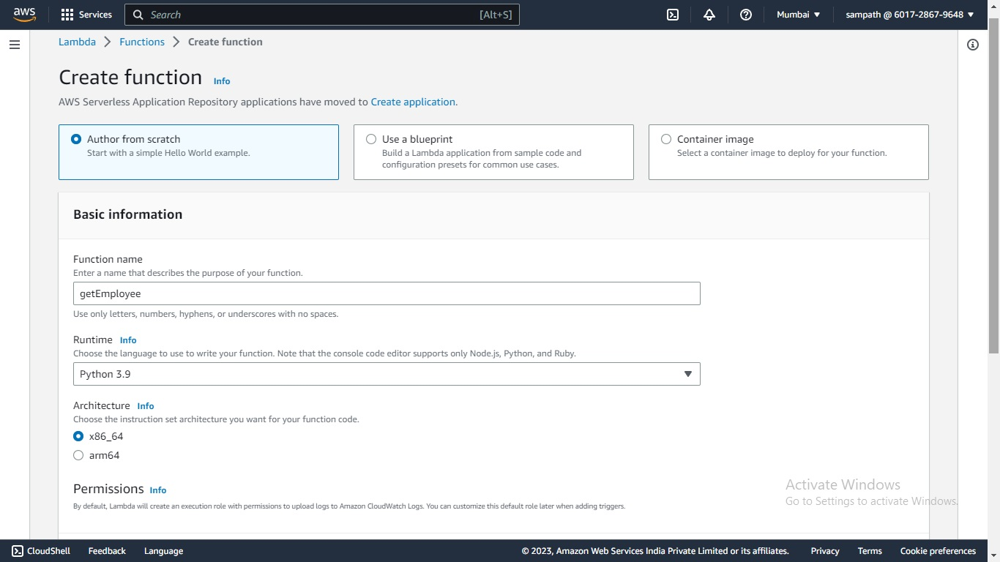 aws Services Search [Alt+S] Mumbai sampath @ 6017-2867-9648
Lambda Functions Create function
Create function Info
AWS Serverless Application Repository applications have moved to Create application.
Author from scratch
Start with a simple Hello World example.
Use a blueprint
Build a Lambda application from sample code and
configuration presets for common use cases.
Container image
Select a container image to deploy for your function.
Basic information
Function name
Enter a name that describes the purpose of your function.
getEmployee
Use only letters, numbers, hyphens, or underscores with no spaces.
Runtime Info
Choose the language to use to write your function. Note that the console code editor supports only Node.js, Python, and Ruby.
Python 3.9
Architecture Info
Choose the instruction set architecture you want for your function code.
x86_64
arm64
Permissions Info
By default, Lambda will create an execution role with permissions to upload logs to Amazon CloudWatch Logs. You can customize this default role later when adding triggers.
Activate Windows
Go to Settings to activate Windows.
CloudShell Feedback Language © 2023, Amazon Web Services India Private Limited or its affiliates. Privacy Terms Cookie preferences